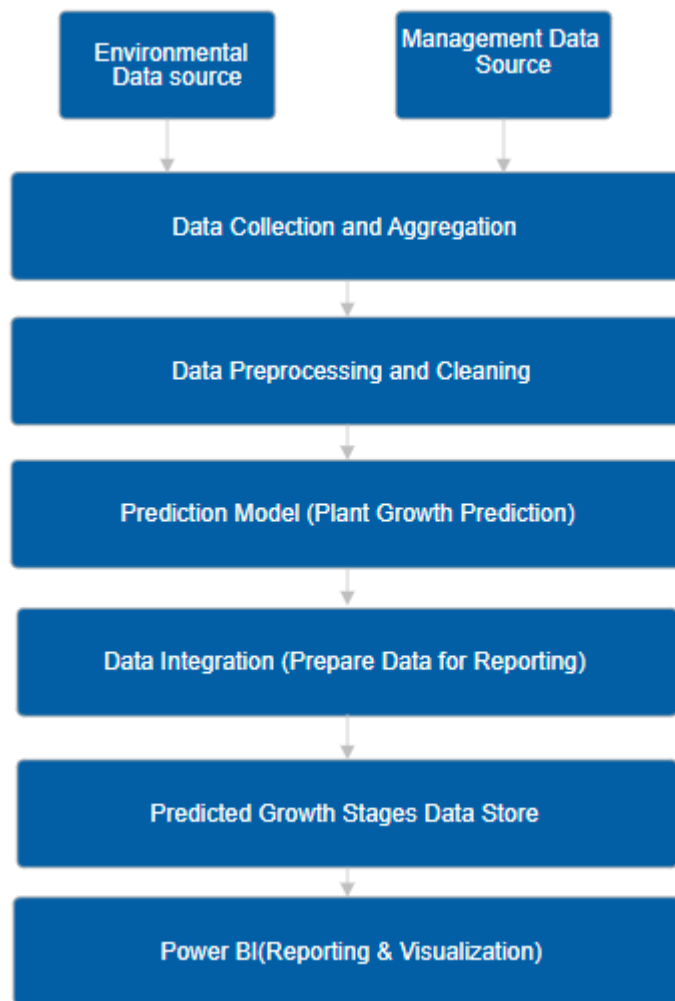 Environmental
Data source
Management Data
Source
Data Collection and Aggregation
Data Preprocessing and Cleaning
Prediction Model (Plant Growth Prediction)
Data Integration (Prepare Data for Reporting)
Predicted Growth Stages Data Store
Power BI(Reporting & Visualization)